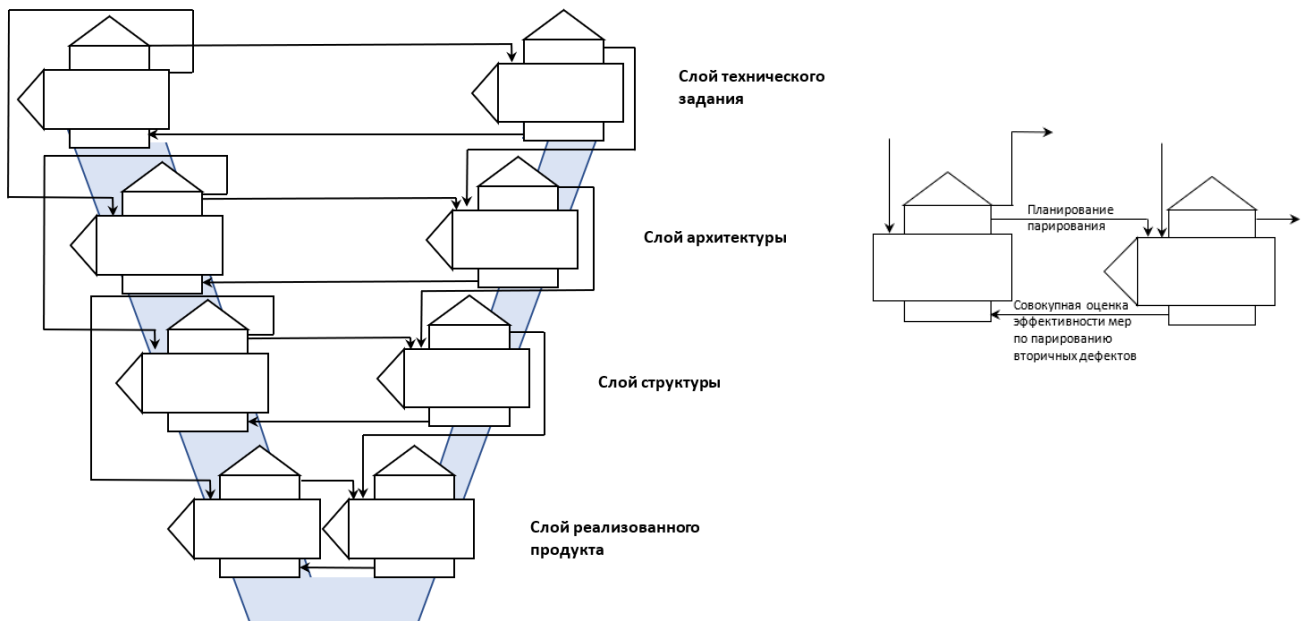 Слой технического
задания
Слой архитектуры
Слой структуры
Слой реализованного
продукта
Планирование
парирования
Совокупная оценка
эффективности мер
по парированию
вторичных дефектов